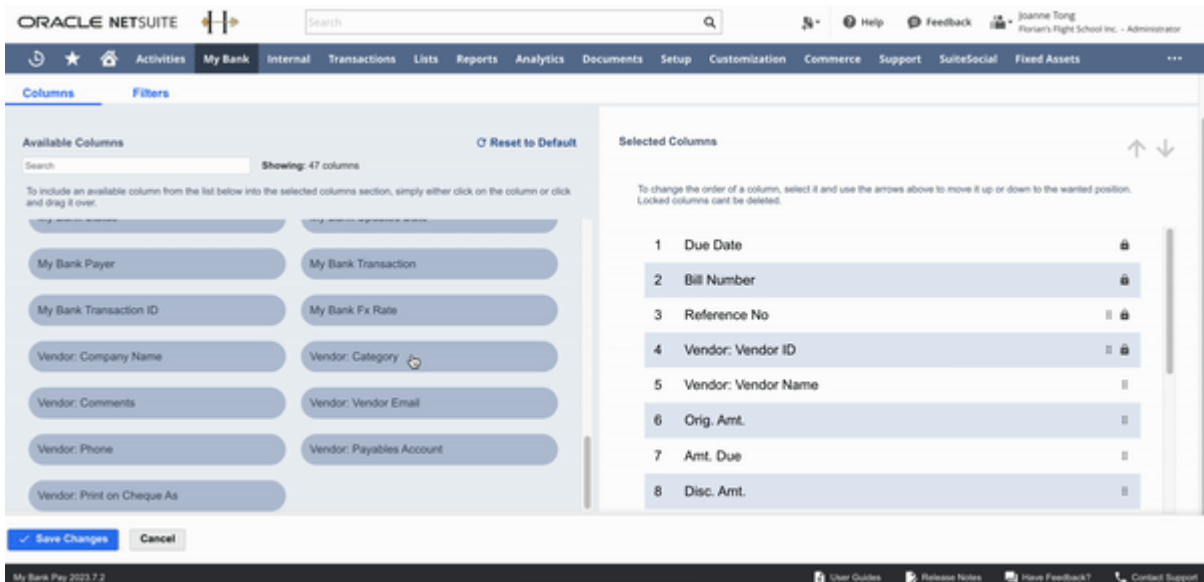 ORACLE NETSUITE
Search
Help
Feedback
Joanne Tong
Florian's Flight School Inc. - Administrator
Activities
My Bank
Internal
Transactions
Lists
Reports
Analytics
Documents
Setup
Customization
Commerce
Support
SuiteSocial
Fixed Assets
Columns
Filters
Available Columns
Reset to Default
Search
Showing: 47 columns
To include an available column from the list below into the selected columns section, simply either click on the column or click
and drag it over.
My Bank Status
My Bank Updated Date
My Bank Payer
My Bank Transaction
My Bank Transaction ID
My Bank Fx Rate
Vendor: Company Name
Vendor: Category
Vendor: Comments
Vendor: Vendor Email
Vendor: Phone
Vendor: Payables Account
Vendor: Print on Cheque As
Selected Columns
To change the order of a column, select it and use the arrows above to move it up or down to the wanted position.
Locked columns cant be deleted.
1 Due Date
2 Bill Number
3 Reference No
4 Vendor: Vendor ID
5 Vendor: Vendor Name
6 Orig. Amt.
7 Amt. Due
8 Disc. Amt.
Save Changes
Cancel
My Bank Pay 2023.7.2
User Guides
Release Notes
Have Feedback?
Contact Support